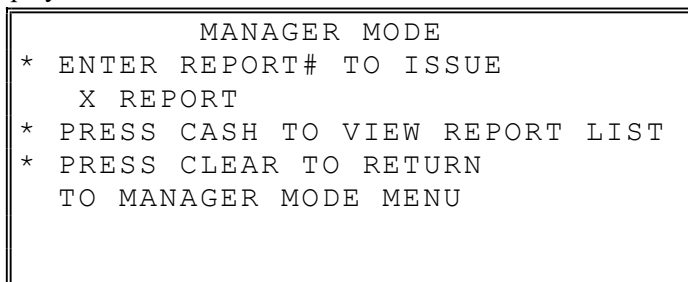 MANAGER MODE
* ENTER REPORT# TO ISSUE
X REPORT
* PRESS CASH TO VIEW REPORT LIST
* PRESS CLEAR TO RETURN
TO MANAGER MODE MENU